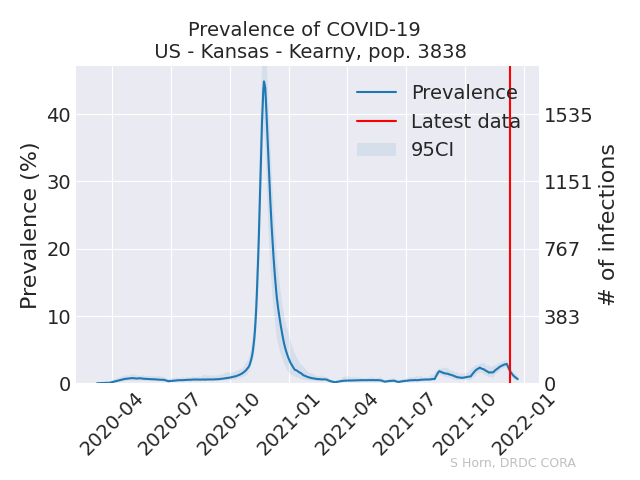 Prevalence of COVID-19
US - Kansas - Kearny, pop. 3838
Prevalence
Latest data
95CI
Prevalence (%)
40
30
20
10
0
1535
1151
767
383
0
# of infections
2020-04
2020-07
2020-10
2021-01
2021-04
2021-07
2021-10
2022-01
S Horn, DRDC CORA